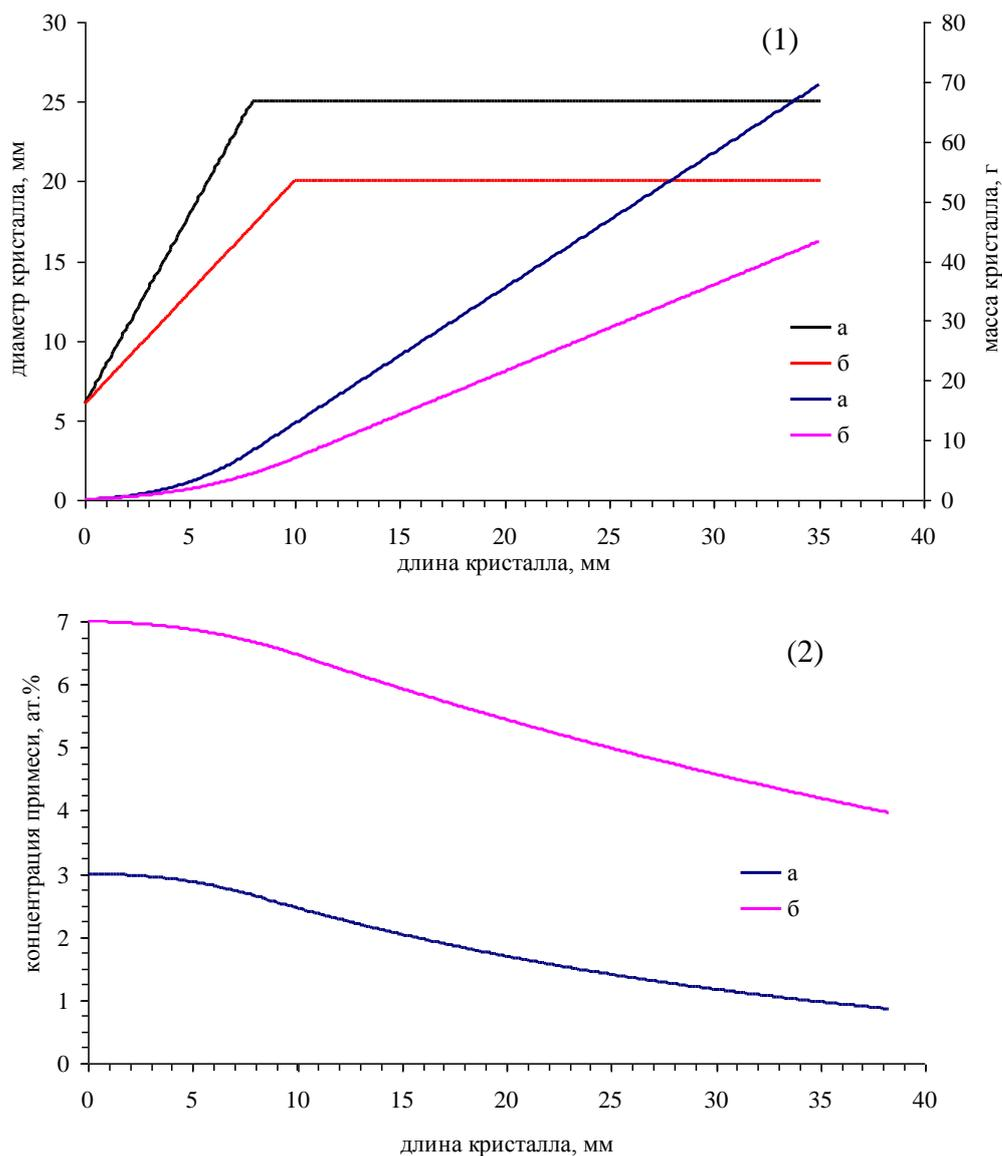 (1)
диаметр кристалла, мм
30
25
20
15
10
5
0
масса кристалла, г
80
70
60
50
40
30
20
10
0
а
б
а
б
0 5 10 15 20 25 30 35 40
длина кристалла, мм
(2)
концентрация примеси, ат.%
7
6
5
4
3
2
1
0
а
б
0 5 10 15 20 25 30 35 40
длина кристалла, мм